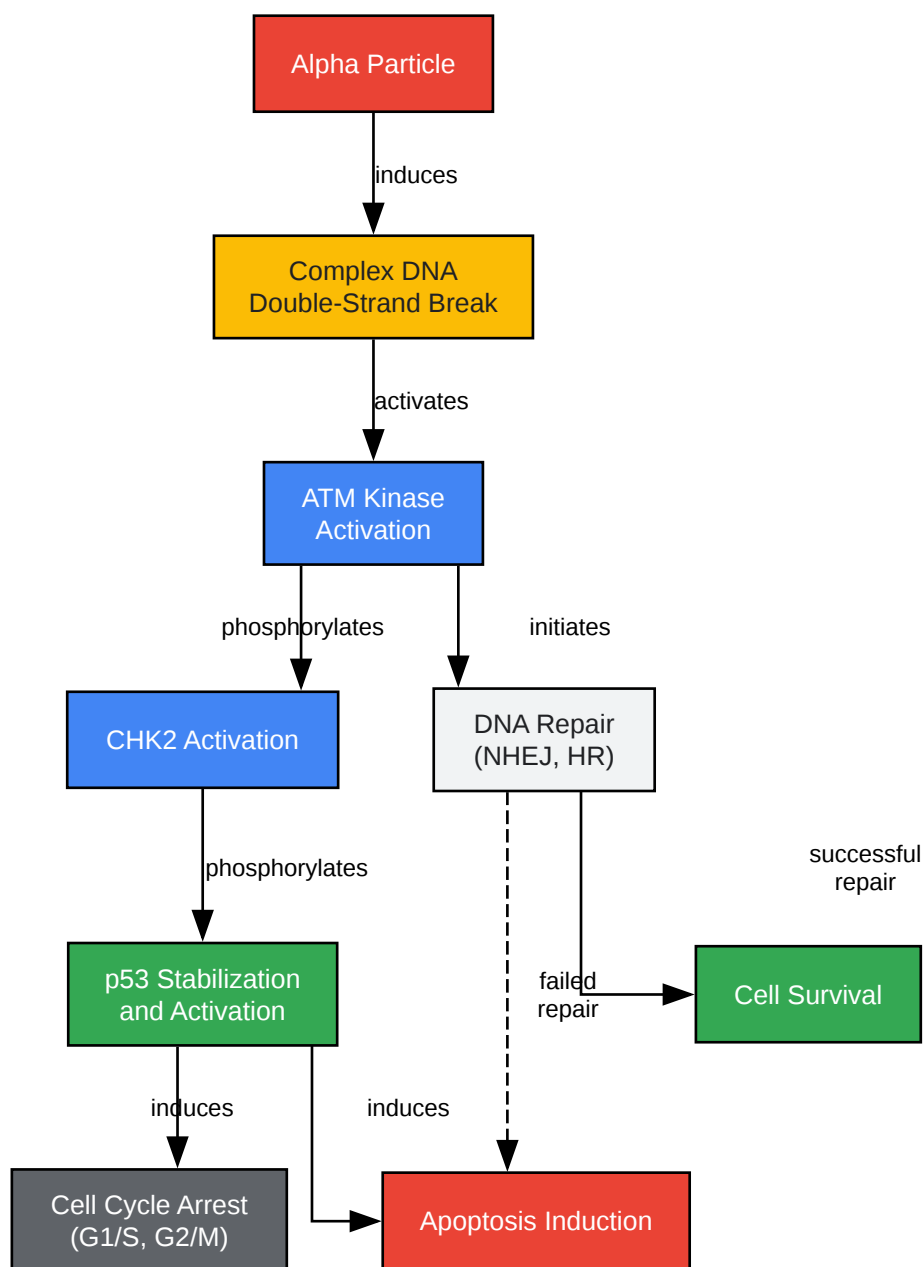 Alpha Particle
induces
Complex DNA
Double-Strand Break
activates
ATM Kinase
Activation
phosphorylates
initiates
CHK2 Activation
DNA Repair
(NHEJ, HR)
phosphorylates
successful
repair
p53 Stabilization
and Activation
failed
repair
Cell Survival
induces
induces
Cell Cycle Arrest
(G1/S, G2/M)
Apoptosis Induction